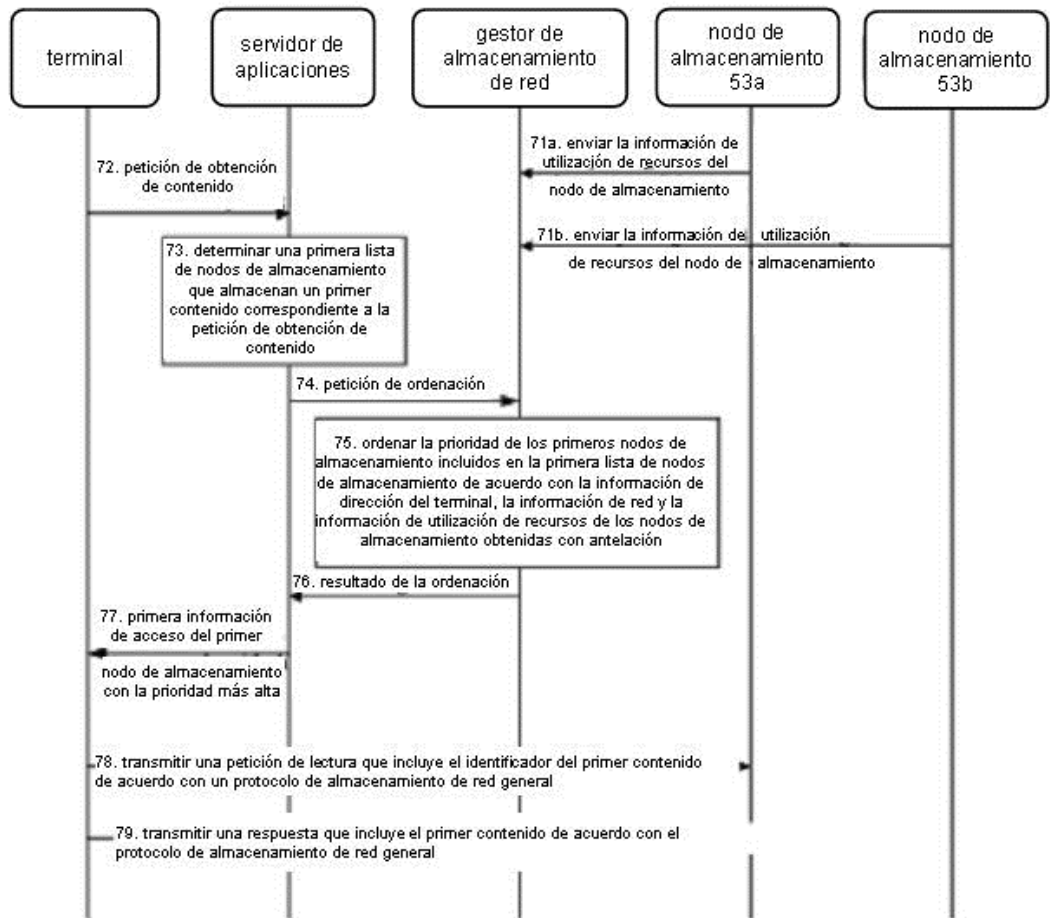 terminal
servidor de
aplicaciones
gestor de
almacenamiento
de red
nodo de
almacenamiento
53a
nodo de
almacenamiento
53b
71a. enviar la información de
utilización de recursos del
nodo de almacenamiento
72. petición de obtención
de contenido
71b. enviar la información de utilización
de recursos del nodo de almacenamiento
73. determinar una primera lista
de nodos de almacenamiento
que almacenan un primer
contenido correspondiente a la
petición de obtención de
contenido
74. petición de ordenación
75. ordenar la prioridad de los primeros nodos de
almacenamiento incluidos en la primera lista de nodos
de almacenamiento de acuerdo con la información de
dirección del terminal, la información de red y la
información de utilización de recursos de los nodos de
almacenamiento obtenidas con antelación
76. resultado de la ordenación
77. primera información
de acceso del primer
nodo de almacenamiento
con la prioridad más alta
78. transmitir una petición de lectura que incluye el identificador del primer contenido
de acuerdo con un protocolo de almacenamiento de red general
79. transmitir una respuesta que incluye el primer contenido de acuerdo con el
protocolo de almacenamiento de red general